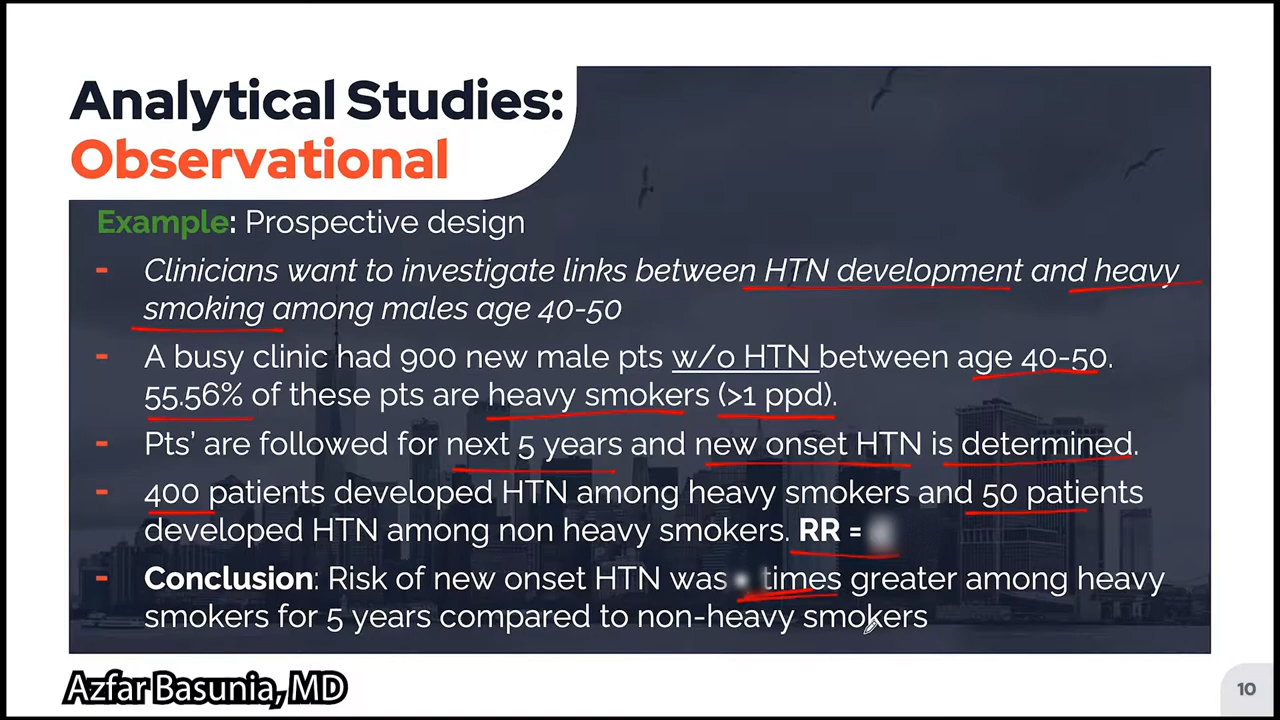 Analytical Studies:
Observational
Example: Prospective design
- Clinicians want to investigate links between HTN development and heavy
smoking among males age 40-50
- A busy clinic had 900 new male pts w/o HTN between age 40-50.
55.56% of these pts are heavy smokers (>1 ppd).
- Pts’ are followed for next 5 years and new onset HTN is determined.
- 400 patients developed HTN among heavy smokers and 50 patients
developed HTN among non heavy smokers. RR =
- Conclusion: Risk of new onset HTN was times greater among heavy
smokers for 5 years compared to non-heavy smokers
Azfar Basunia, MD
10